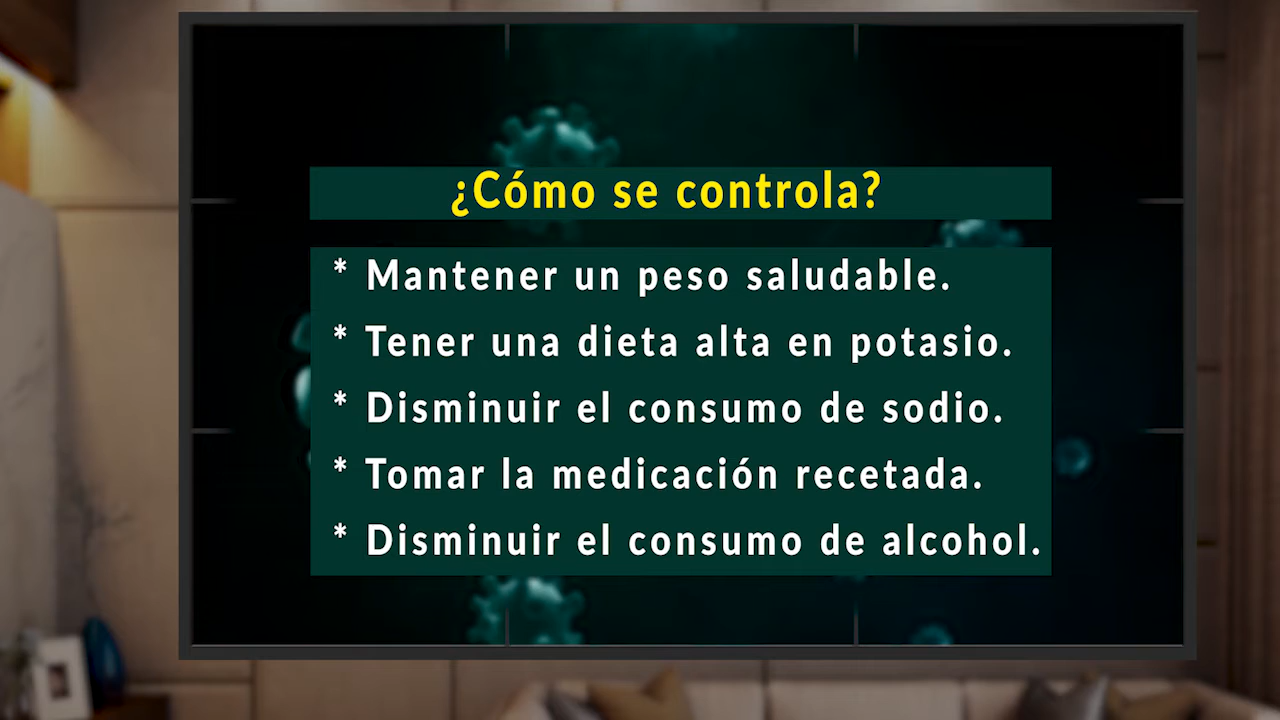 ¿Cómo se controla?
* Mantener un peso saludable.
* Tener una dieta alta en potasio.
* Disminuir el consumo de sodio.
* Tomar la medicación recetada.
* Disminuir el consumo de alcohol.